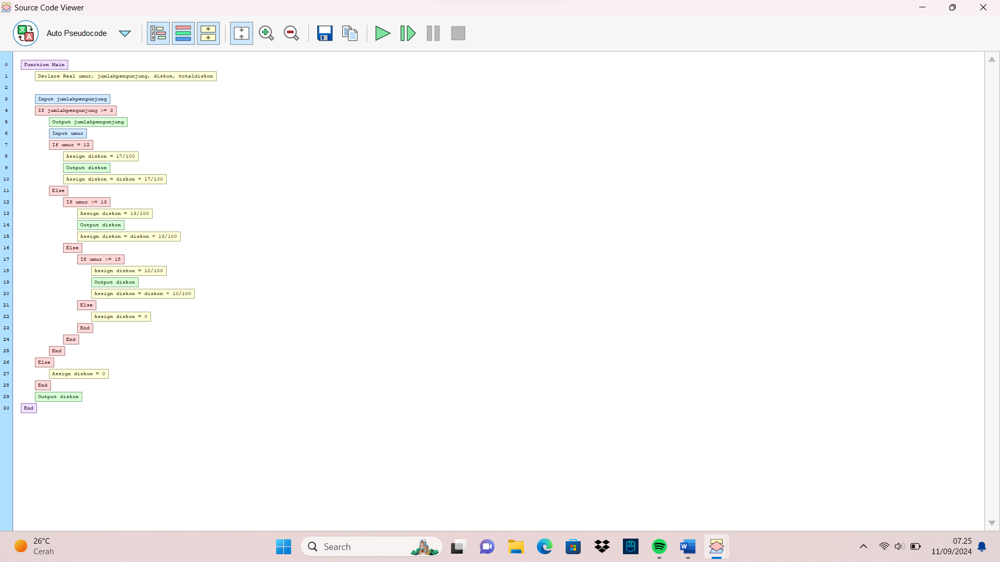 Source Code Viewer
Auto Pseudocode
0 Function Main
1 Declare Real umur, jumlahpengunjung, diskon, totaldiskon
2
3 Input jumlahpengunjung
4 If jumlahpengunjung >= 3
5 Output jumlahpengunjung
6 Input umur
7 If umur = 12
8 Assign diskon = 17/100
9 Output diskon
10 Assign diskon = diskon + 17/100
11 Else
12 If umur >= 13
13 Assign diskon = 13/100
14 Output diskon
15 Assign diskon = diskon + 13/100
16 Else
17 If umur >= 18
18 Assign diskon = 10/100
19 Output diskon
20 Assign diskon = diskon + 10/100
21 Else
22 Assign diskon = 0
23 End
24 End
25 End
26 Else
27 Assign diskon = 0
28 End
29 Output diskon
30 End
26°C
Cerah
Search
07.25
11/09/2024